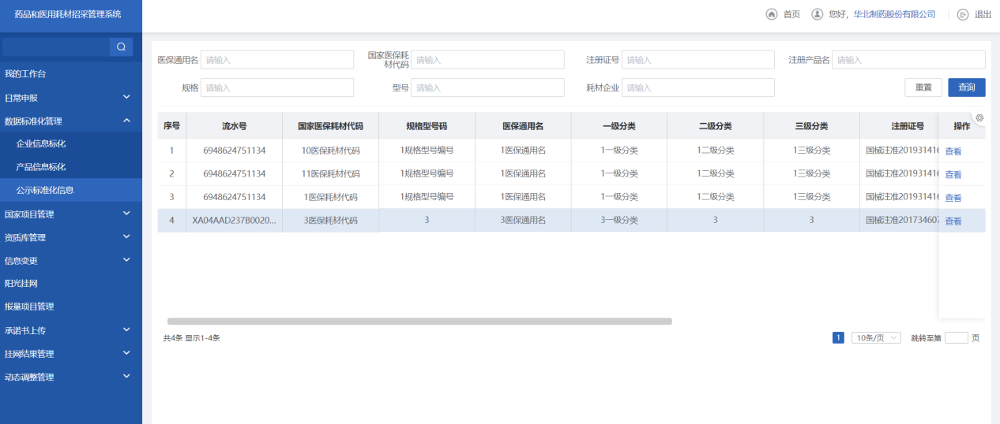 药品和医用耗材招采管理系统
首页 您好，华北制药股份有限公司 退出
我的工作台
日常申报
数据标准化管理
企业信息标化
产品信息标化
公示标准化信息
国家项目管理
资质库管理
信息变更
阳光挂网
报量项目管理
承诺书上传
挂网结果管理
动态调整管理
医保通用名 请输入 国家医保耗材代码 请输入 注册证号 请输入 注册产品名 请输入
规格 请输入 型号 请输入 耗材企业 请输入 重置 查询
序号 流水号 国家医保耗材代码 规格型号码 医保通用名 一级分类 二级分类 三级分类 注册证号 操作
1 6948624751134 10医保耗材代码 1规格型号编号 1医保通用名 1一级分类 1二级分类 1三级分类 国械注准201931416 查看
2 6948624751134 11医保耗材代码 1规格型号编号 1医保通用名 1一级分类 1二级分类 1三级分类 国械注准201931416 查看
3 6948624751134 1医保耗材代码 1规格型号编号 1医保通用名 1一级分类 1二级分类 1三级分类 国械注准201931416 查看
4 XA04AAD237B0020... 3医保耗材代码 3 3医保通用名 3一级分类 3 3 国械注准201734607 查看
共4条 显示1-4条 1 10条/页 跳转至第 页